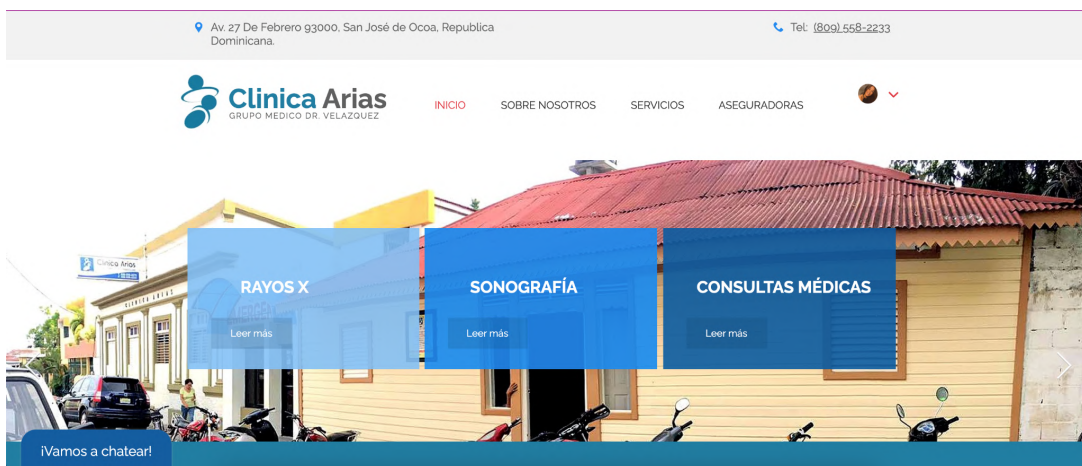 Av. 27 De Febrero 93000, San José de Ocoa, Republica
Dominicana.
Tel: (809) 558-2233
Clinica Arias
GRUPO MEDICO DR. VELAZQUEZ
INICIO
SOBRE NOSOTROS
SERVICIOS
ASEGURADORAS
Clinica Arias
CLINICA ARIAS
RAYOS X
SONOGRAFÍA
CONSULTAS MÉDICAS
Leer más
Leer más
Leer más
¡Vamos a chatear!